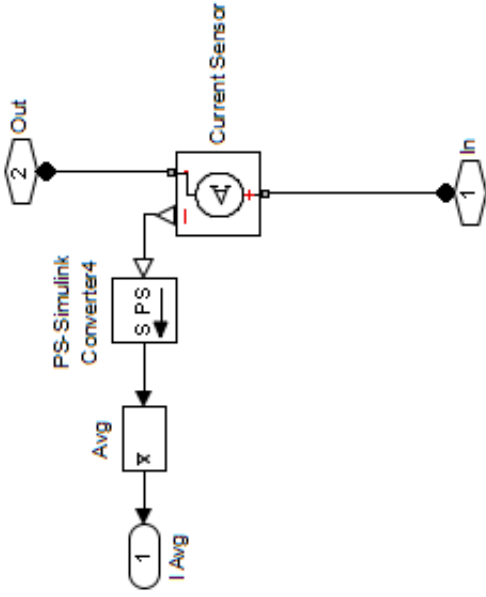 2 Out
PS-Simulink
Converter4
Avg
1
x̄
S PS
I Avg
I
-
A
+
Current Sensor
1 In